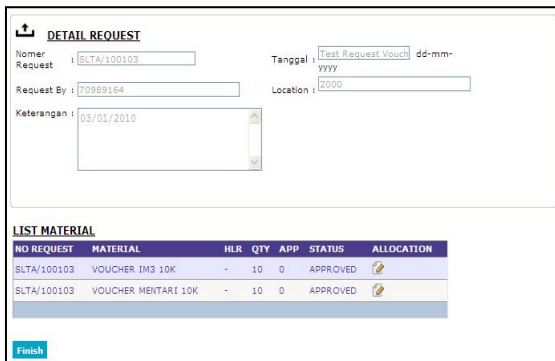 DETAIL REQUEST
Nomer Request : SLTA/100103 Tanggal : Test Request Vouch dd-mm-yyyy
Request By : 70989164 Location : 2000
Keterangan : 03/01/2010
LIST MATERIAL
NO REQUEST MATERIAL HLR QTY APP STATUS ALLOCATION
SLTA/100103 VOUCHER IM3 10K - 10 0 APPROVED
SLTA/100103 VOUCHER MENTARI 10K - 10 0 APPROVED
Finish